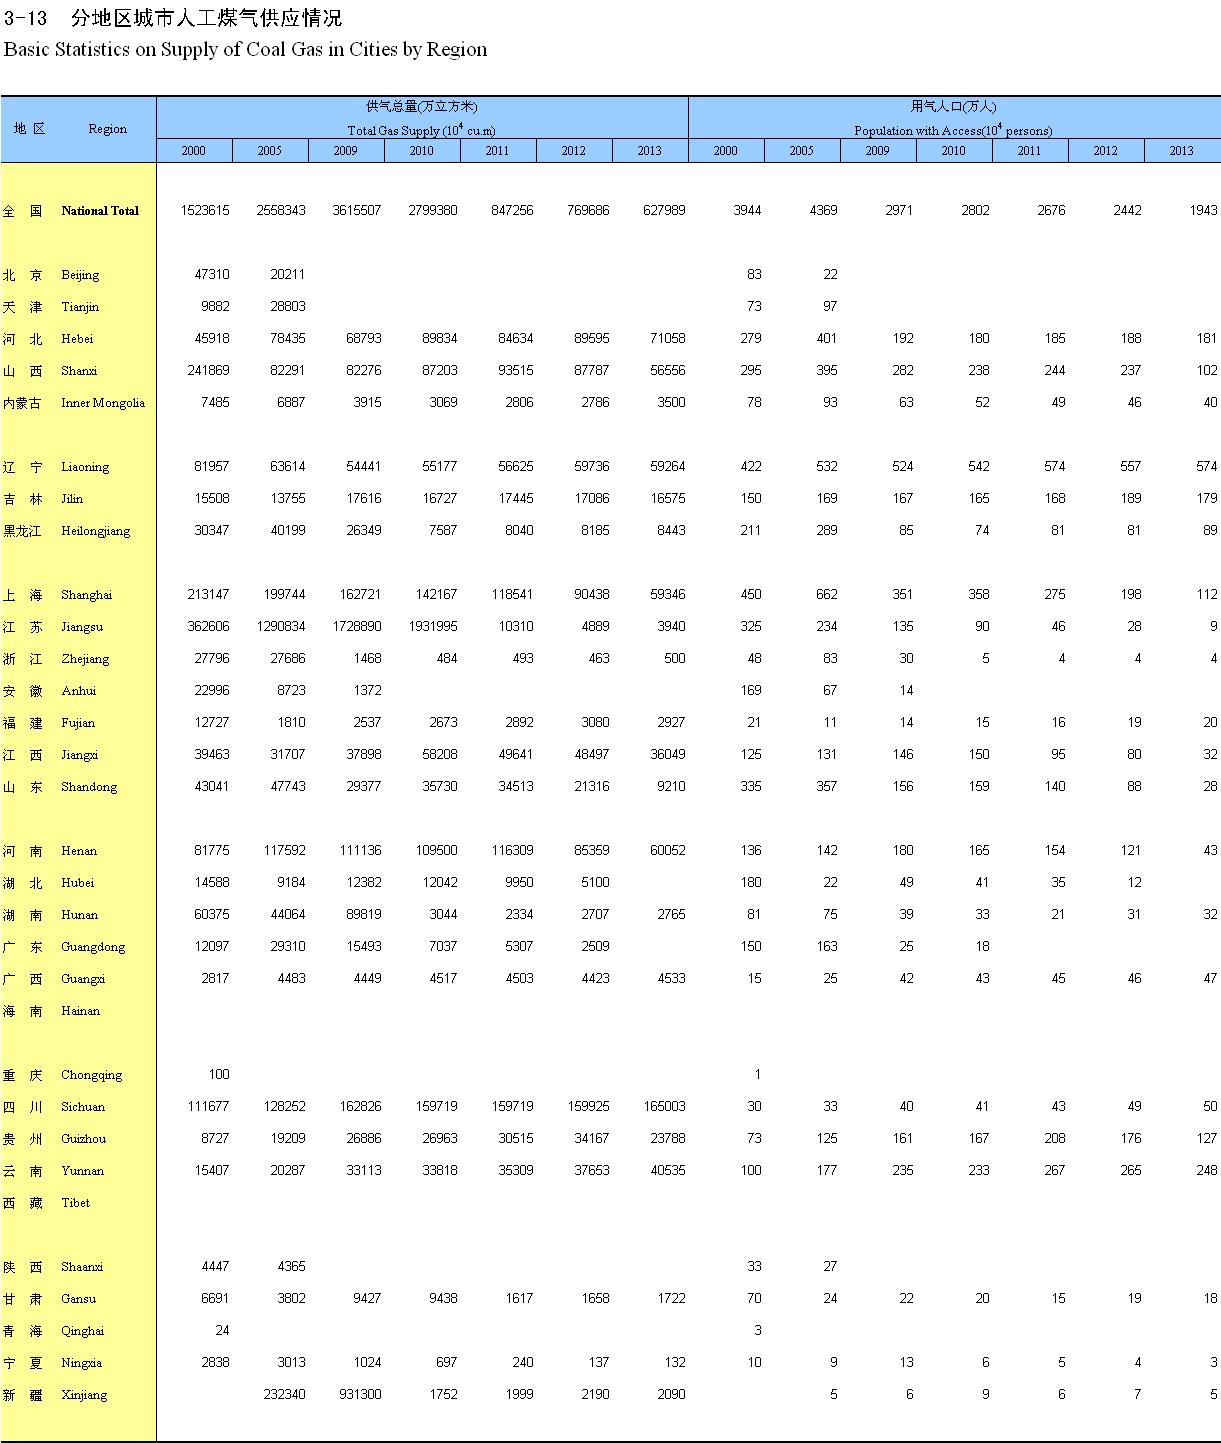 3-13 分地区城市人工煤气供应情况
Basic Statistics on Supply of Coal Gas in Cities by Region
地 区 Region 供气总量(万立方米) 用气人口(万人)
Total Gas Supply (10⁴ cu.m) Population with Access(10⁴ persons)
2000 2005 2009 2010 2011 2012 2013 2000 2005 2009 2010 2011 2012 2013
全 国 National Total 1523615 2558343 3615507 2799380 847256 769686 627989 3944 4369 2971 2802 2676 2442 1943
北 京 Beijing 47310 20211 83 22
天 津 Tianjin 9882 28803 73 97
河 北 Hebei 45918 78435 68793 89834 84634 89595 71058 279 401 192 180 185 188 181
山 西 Shanxi 241869 82291 82276 87203 93515 87787 56556 295 395 282 238 244 237 102
内蒙古 Inner Mongolia 7485 6887 3915 3069 2806 2786 3500 78 93 63 52 49 46 40
辽 宁 Liaoning 81957 63614 54441 55177 56625 59736 59264 422 532 524 542 574 557 574
吉 林 Jilin 15508 13755 17616 16727 17445 17086 16575 150 169 167 165 168 189 179
黑龙江 Heilongjiang 30347 40199 26349 7587 8040 8185 8443 211 289 85 74 81 81 89
上 海 Shanghai 213147 199744 162721 142167 118541 90438 59346 450 662 351 358 275 198 112
江 苏 Jiangsu 362606 1290834 1728890 1931995 10310 4889 3940 325 234 135 90 46 28 9
浙 江 Zhejiang 27796 27686 1468 484 493 463 500 48 83 30 5 4 4 4
安 徽 Anhui 22996 8723 1372 169 67 14
福 建 Fujian 12727 1810 2537 2673 2892 3080 2927 21 11 14 15 16 19 20
江 西 Jiangxi 39463 31707 37898 58208 49641 48497 36049 125 131 146 150 95 80 32
山 东 Shandong 43041 47743 29377 35730 34513 21316 9210 335 357 156 159 140 88 28
河 南 Henan 81775 117592 111136 109500 116309 85359 60052 136 142 180 165 154 121 43
湖 北 Hubei 14588 9184 12382 12042 9950 5100 180 22 49 41 35 12
湖 南 Hunan 60375 44064 89819 3044 2334 2707 2765 81 75 39 33 21 31 32
广 东 Guangdong 12097 29310 15493 7037 5307 2509 150 163 25 18
广 西 Guangxi 2817 4483 4449 4517 4503 4423 4533 15 25 42 43 45 46 47
海 南 Hainan
重 庆 Chongqing 100 1
四 川 Sichuan 111677 128252 162826 159719 159719 159925 165003 30 33 40 41 43 49 50
贵 州 Guizhou 8727 19209 26886 26963 30515 34167 23788 73 125 161 167 208 176 127
云 南 Yunnan 15407 20287 33113 33818 35309 37653 40535 100 177 235 233 267 265 248
西 藏 Tibet
陕 西 Shaanxi 4447 4365 33 27
甘 肃 Gansu 6691 3802 9427 9438 1617 1658 1722 70 24 22 20 15 19 18
青 海 Qinghai 24 3
宁 夏 Ningxia 2838 3013 1024 697 240 137 132 10 9 13 6 5 4 3
新 疆 Xinjiang 232340 931300 1752 1999 2190 2090 5 6 9 6 7 5